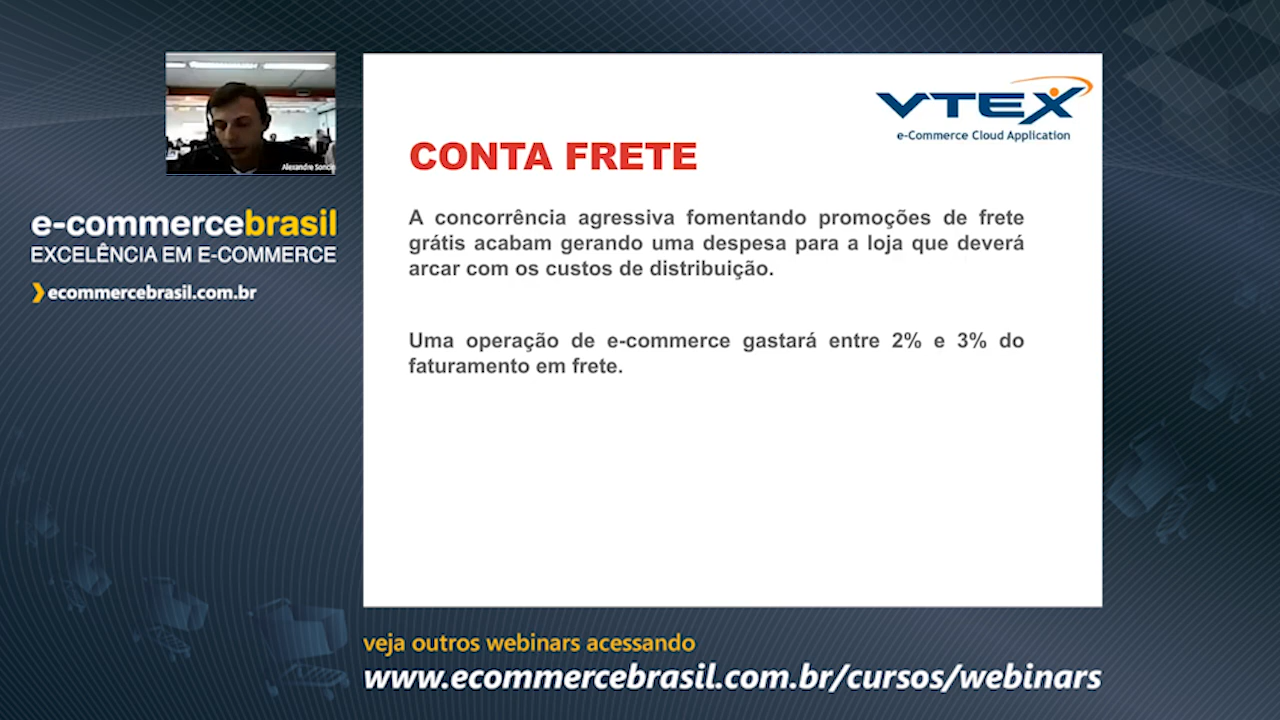 Alexandre Soncin
e-commercebrasil
EXCELÊNCIA EM E-COMMERCE
ecommercebrasil.com.br
VTEX
e-Commerce Cloud Application
CONTA FRETE
A concorrência agressiva fomentando promoções de frete
grátis acabam gerando uma despesa para a loja que deverá
arcar com os custos de distribuição.
Uma operação de e-commerce gastará entre 2% e 3% do
faturamento em frete.
veja outros webinars acessando
www.ecommercebrasil.com.br/cursos/webinars